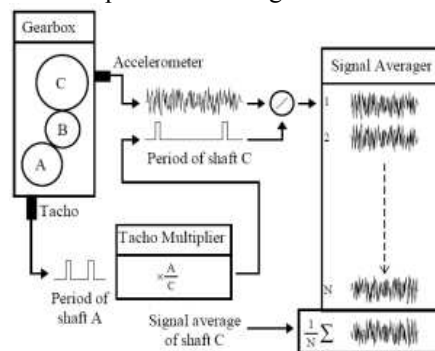 Gearbox
Accelerometer
Signal Averager
C
B
A
1
2
Period of shaft C
Tacho
Tacho Multiplier
×A/C
Period of
shaft A
N
Signal average
of shaft C
1/N Σ